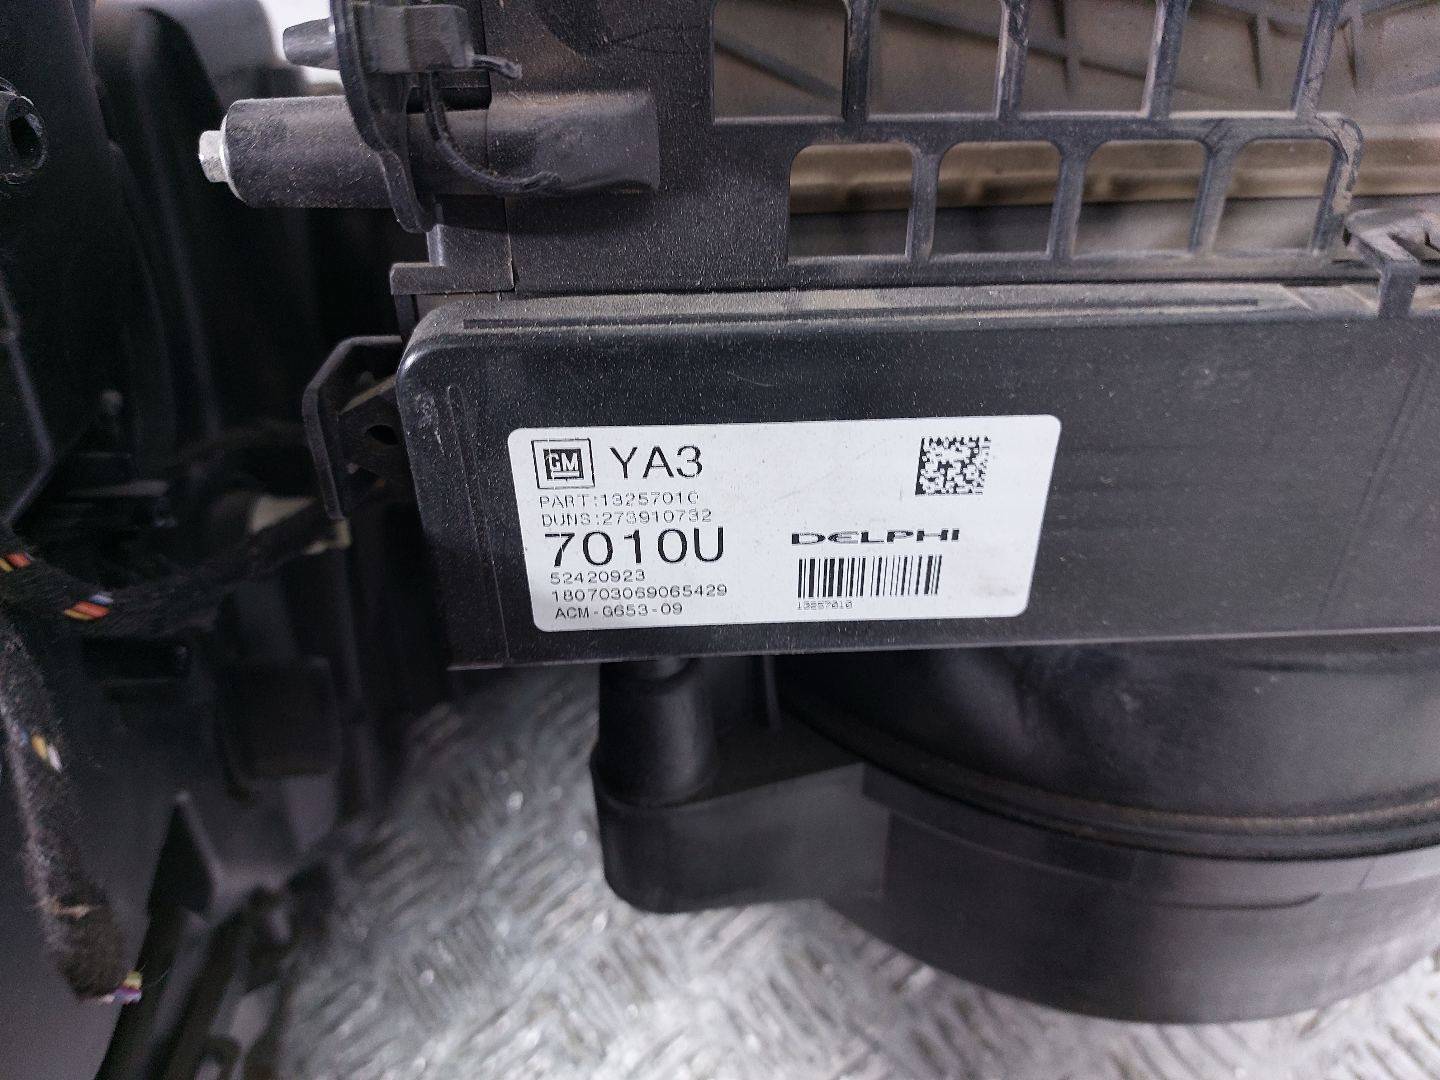 GM YA3
PART:13257010
DUNS:273910732
7010U
DELPHI
52420923
180703069065429
ACM-G653-09
13257010